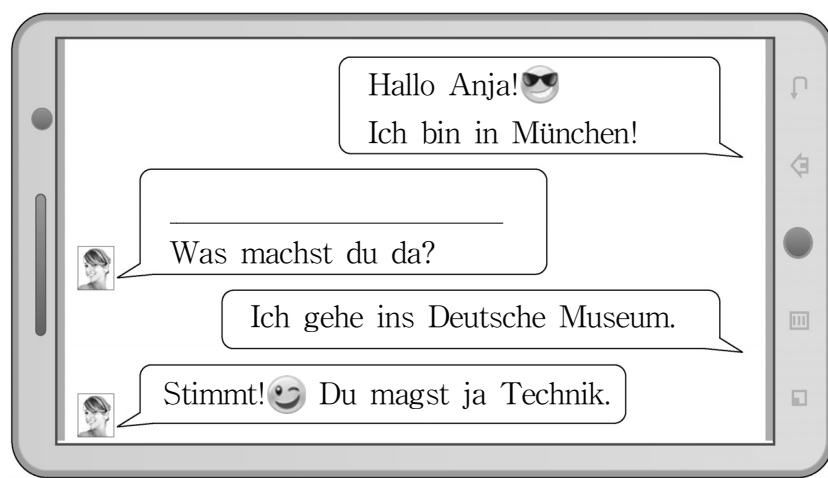 Hallo Anja!
Ich bin in München!
Was machst du da?
Ich gehe ins Deutsche Museum.
Stimmt! Du magst ja Technik.